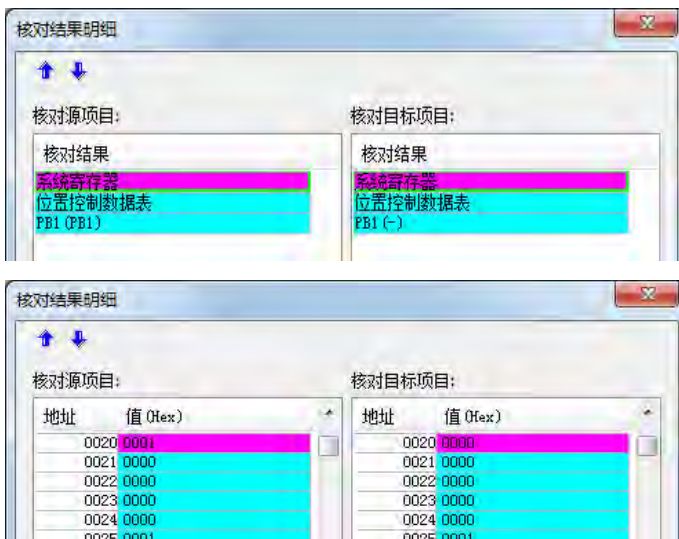 核对结果明细
核对源项目: 核对目标项目:
核对结果 核对结果
系统寄存器 系统寄存器
位置控制数据表 位置控制数据表
PB1(PB1) PB1(-)
核对结果明细
核对源项目: 核对目标项目:
地址 值(Hex) 地址 值(Hex)
0020 0001 0020 0000
0021 0000 0021 0000
0022 0000 0022 0000
0023 0000 0023 0000
0024 0000 0024 0000
0025 0001 0025 0001